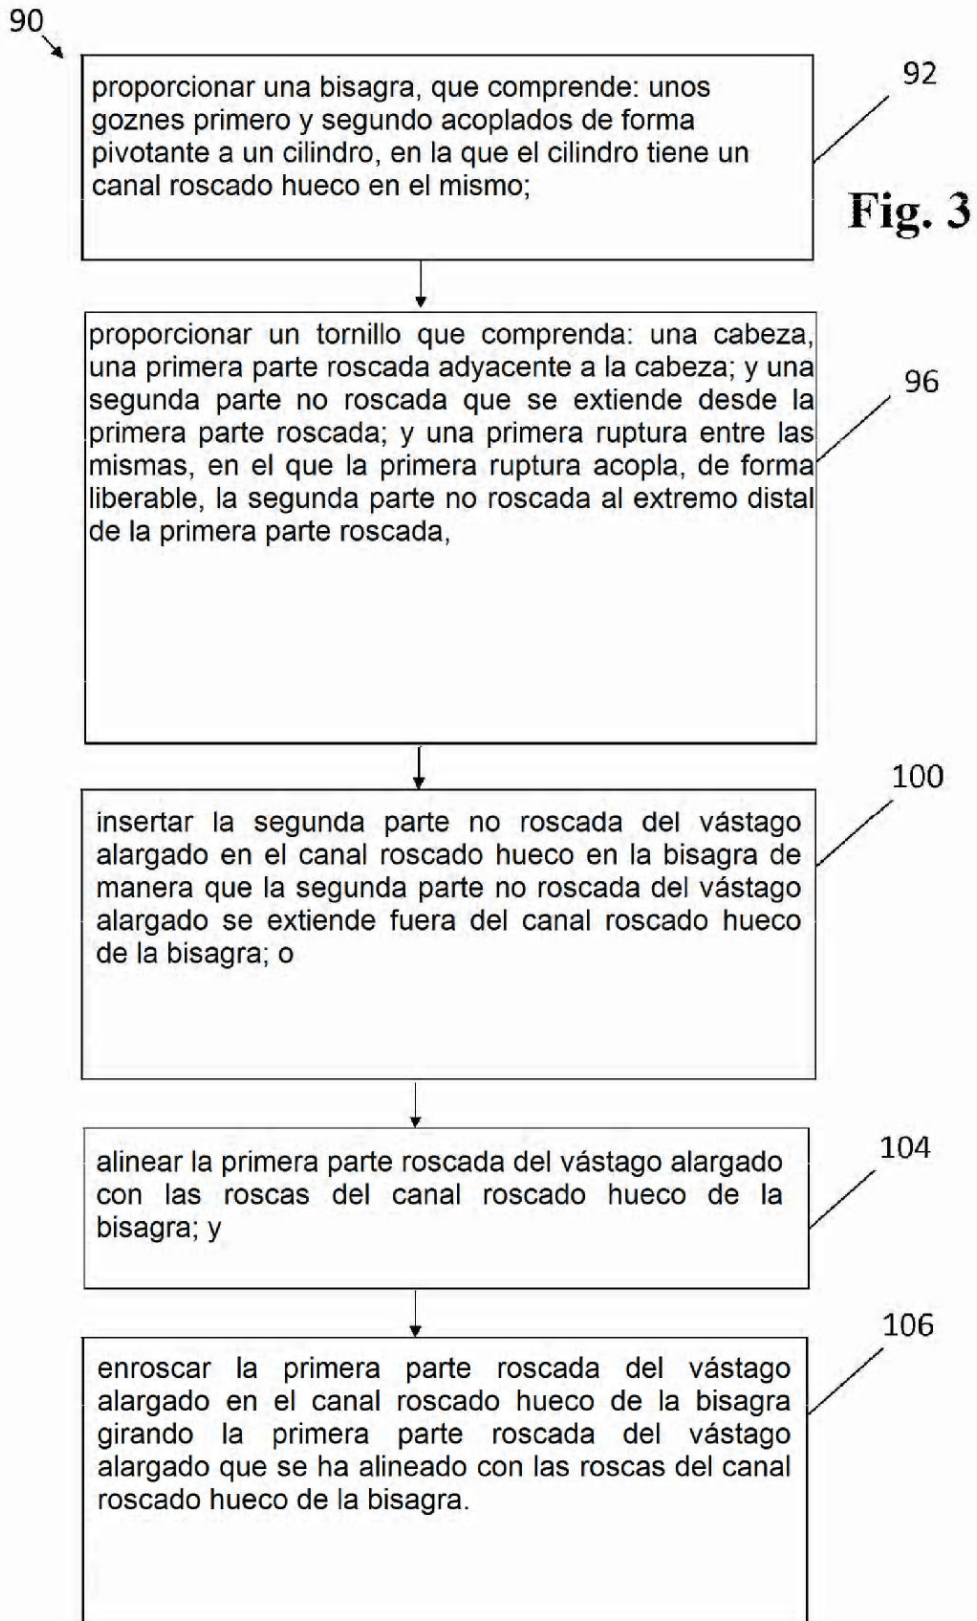 90
proporcionar una bisagra, que comprende: unos
goznes primero y segundo acoplados de forma
pivotante a un cilindro, en la que el cilindro tiene un
canal roscado hueco en el mismo;
92
Fig. 3
proporcionar un tornillo que comprenda: una cabeza,
una primera parte roscada adyacente a la cabeza; y una
segunda parte no roscada que se extiende desde la
primera parte roscada; y una primera ruptura entre las
mismas, en el que la primera ruptura acopla, de forma
liberable, la segunda parte no roscada al extremo distal
de la primera parte roscada,
96
insertar la segunda parte no roscada del vástago
alargado en el canal roscado hueco en la bisagra de
manera que la segunda parte no roscada del vástago
alargado se extiende fuera del canal roscado hueco
de la bisagra; o
100
alinear la primera parte roscada del vástago alargado
con las roscas del canal roscado hueco de la
bisagra; y
104
enroscar la primera parte roscada del vástago
alargado en el canal roscado hueco de la bisagra
girando la primera parte roscada del vástago
alargado que se ha alineado con las roscas del canal
roscado hueco de la bisagra.
106